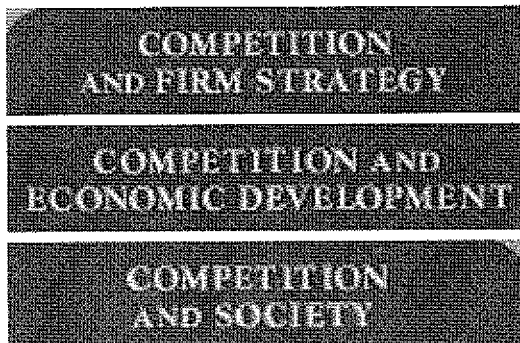 COMPETITION
AND FIRM STRATEGY
COMPETITION AND
ECONOMIC DEVELOPMENT
COMPETITION
AND SOCIETY